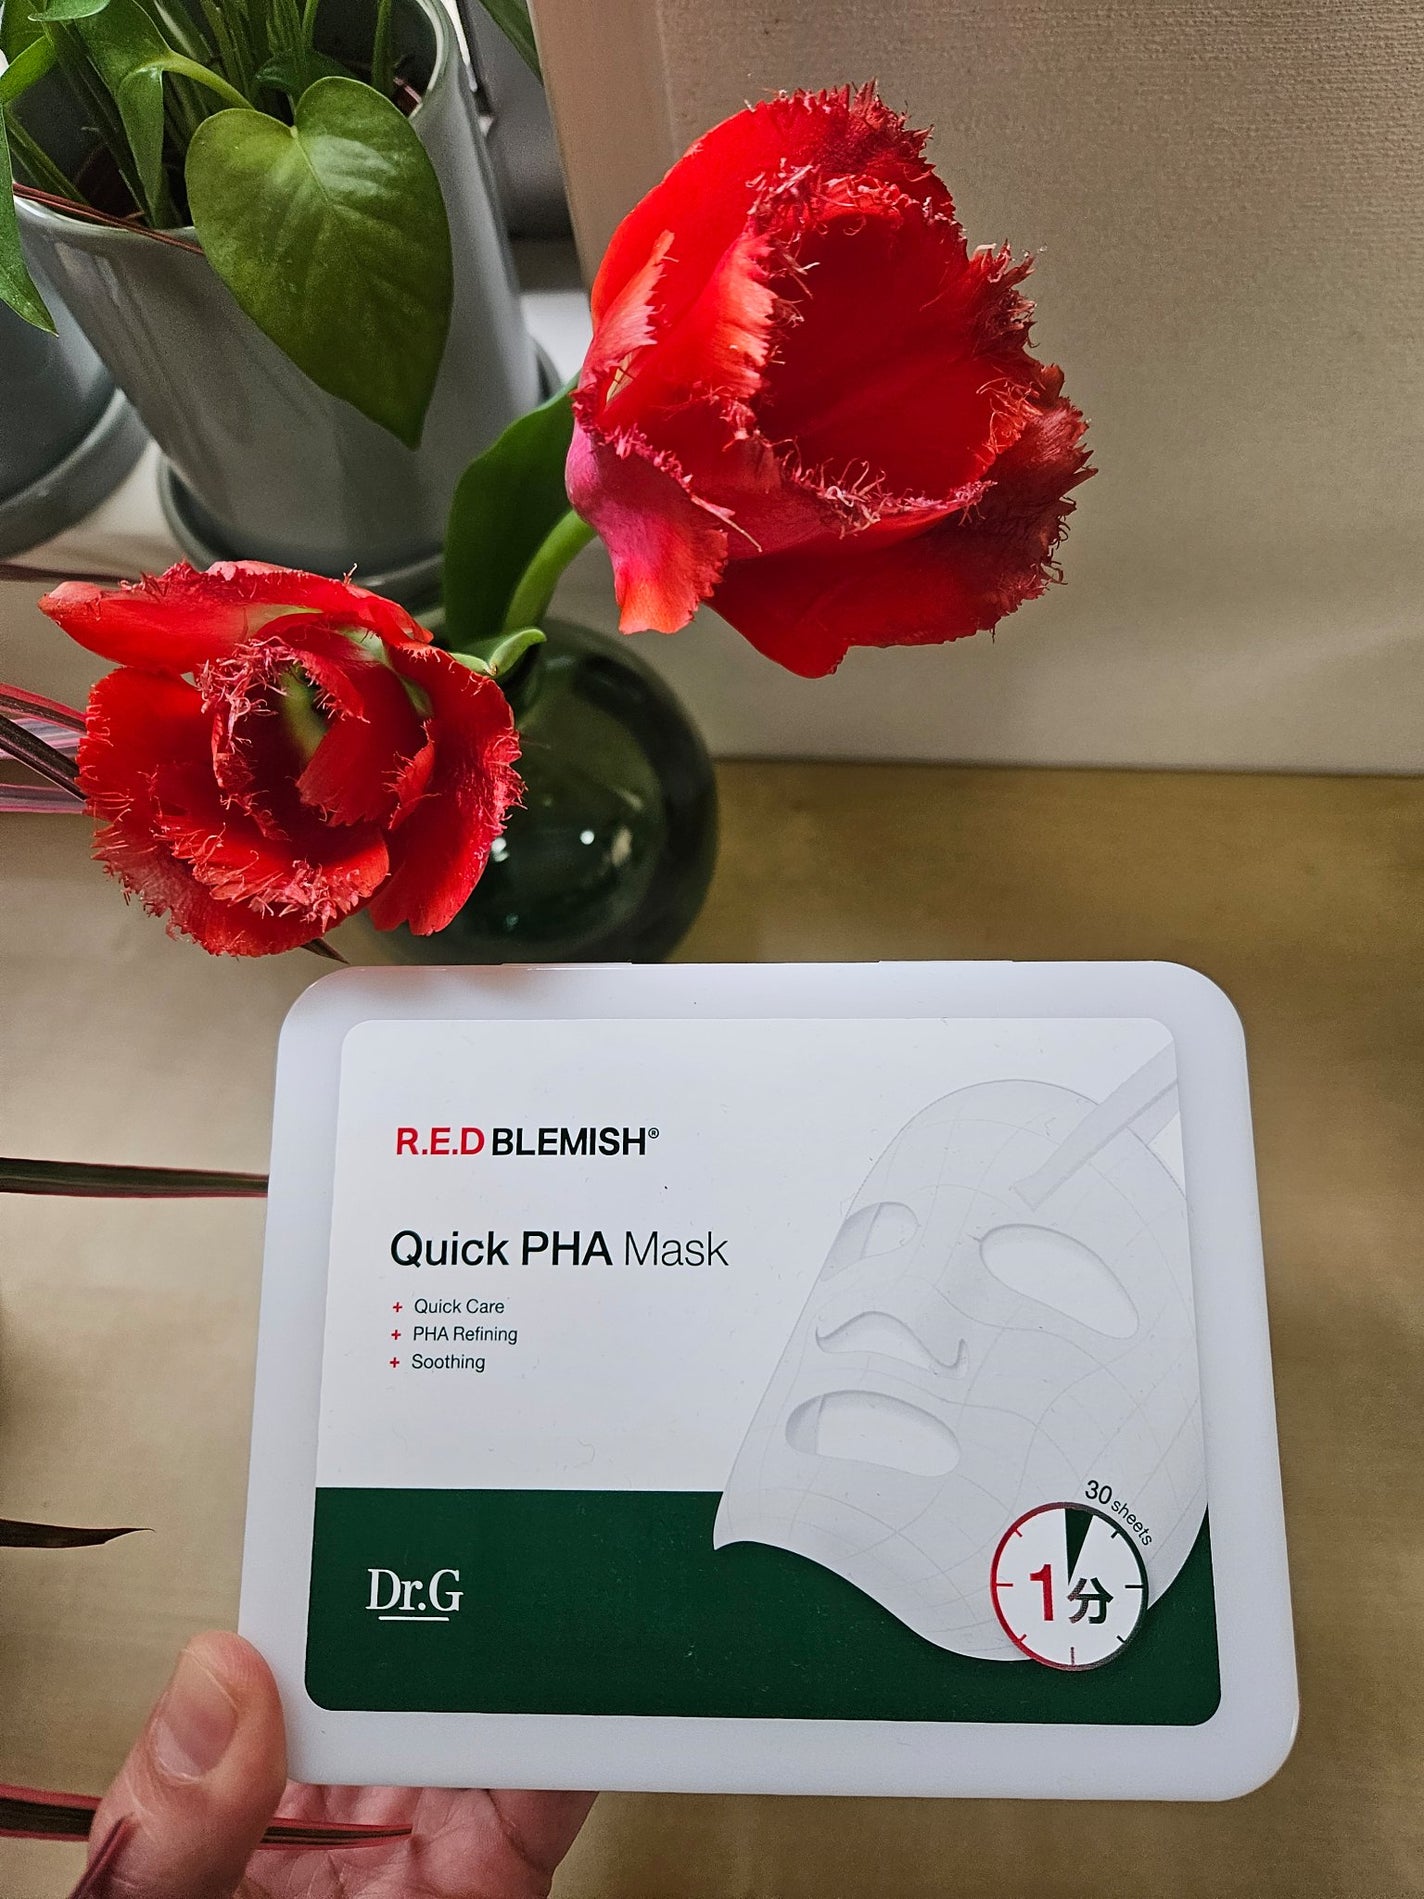 R.E.D BLEMISH®
Quick PHA Mask
+ Quick Care
+ PHA Refining
+ Soothing
30 sheets
1分
Dr.G